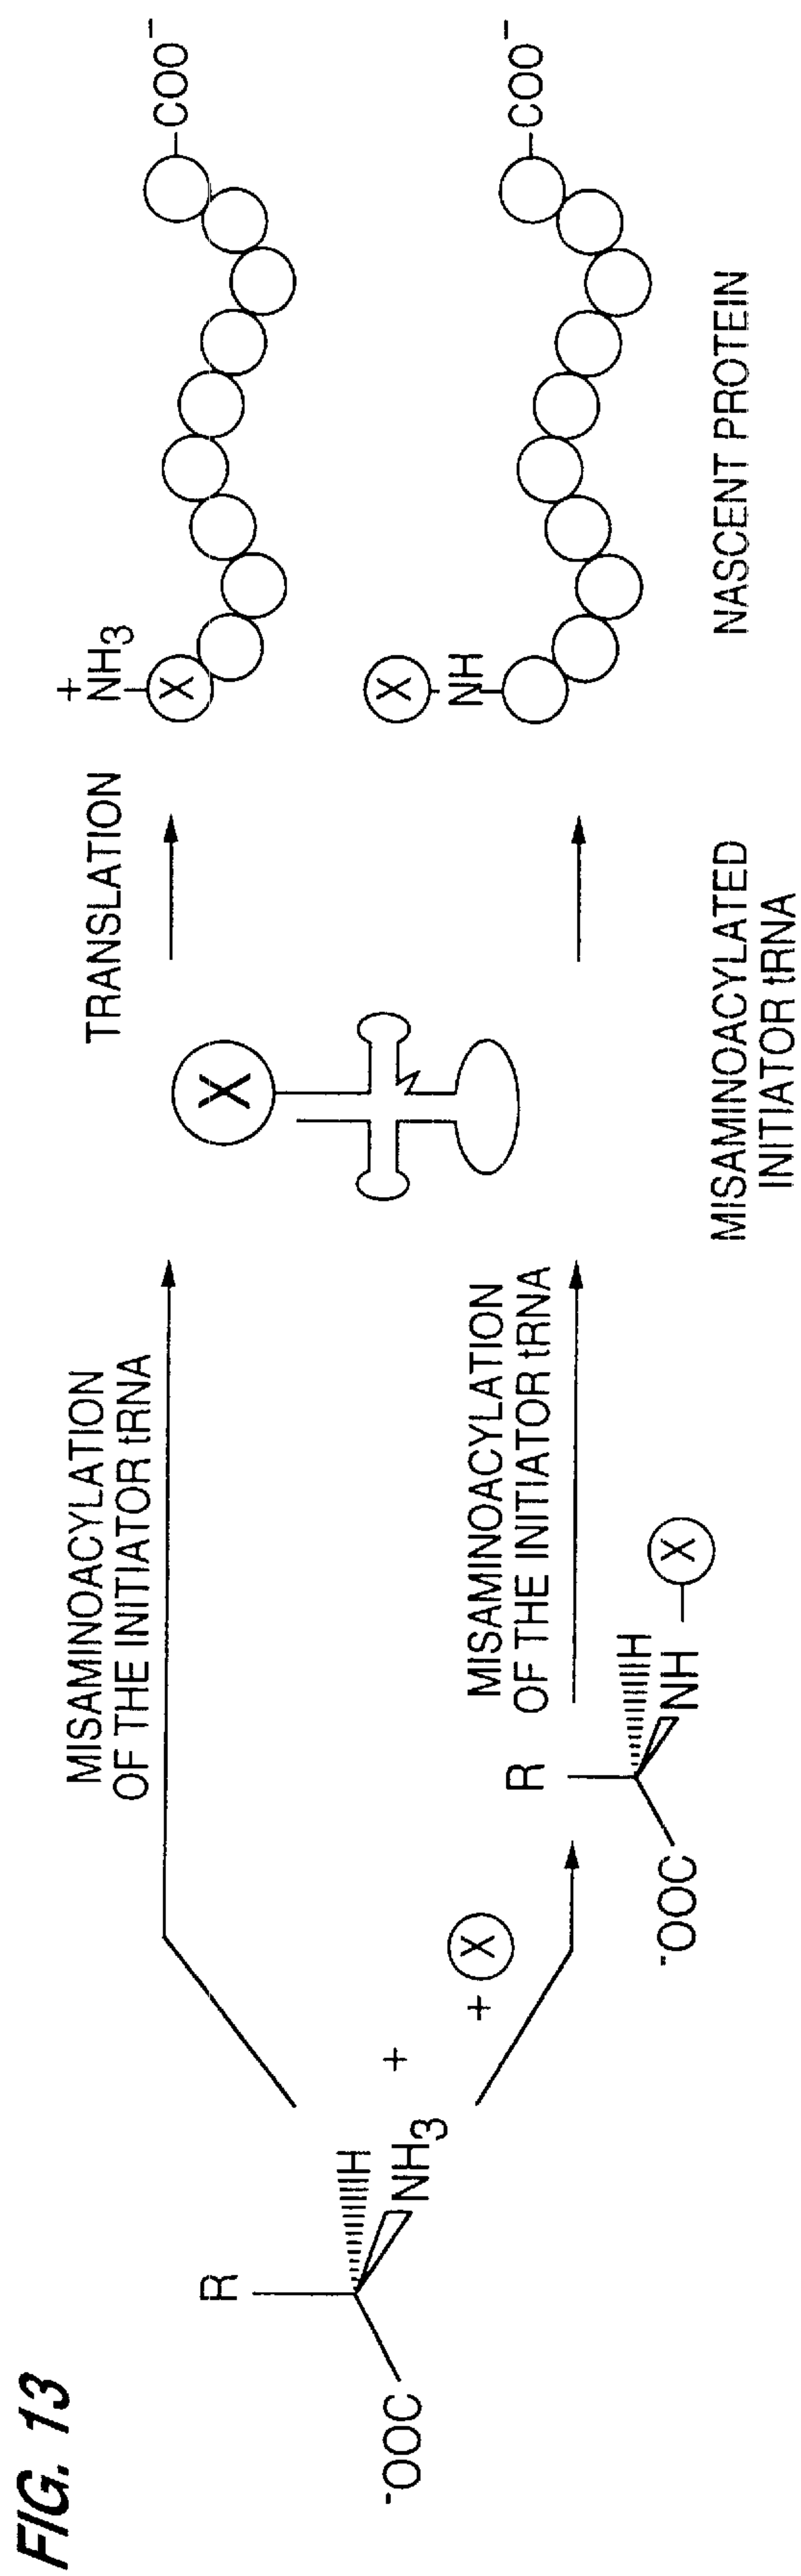 FIG. 13
R
H
NH3
+
-OOC
+ X
MISAMINOACYLATION
OF THE INITIATOR tRNA
R
H
NH
X
-OOC
MISAMINOACYLATION
OF THE INITIATOR tRNA
X
MISAMINOACYLATED
INITIATOR tRNA
TRANSLATION
+
NH3
X
COO-
X
NH
COO-
NASCENT PROTEIN